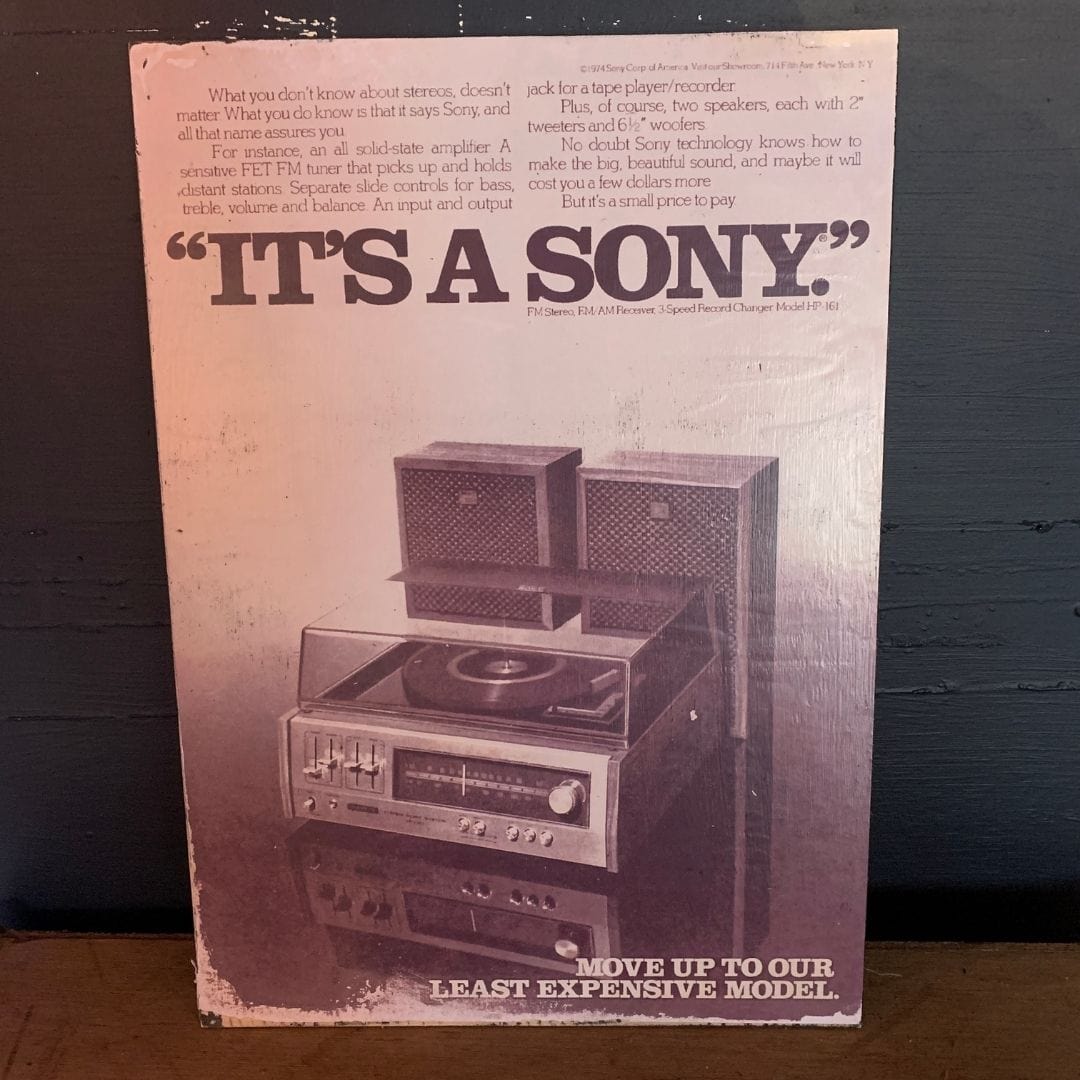 ©1974 Sony Corp. of America. Visit our Showroom, 714 Fifth Ave. New York, N.Y.
What you don't know about stereos, doesn't
matter. What you do know is that it says Sony, and
all that name assures you.
For instance, an all solid-state amplifier. A
sensitive FET FM tuner that picks up and holds
distant stations. Separate slide controls for bass,
treble, volume and balance. An input and output
jack for a tape player/recorder.
Plus, of course, two speakers, each with 2"
tweeters and 6½" woofers.
No doubt Sony technology knows how to
make the big, beautiful sound, and maybe it will
cost you a few dollars more.
But it's a small price to pay.
“IT’S A SONY.®”
FM Stereo, FM/AM Receiver, 3-Speed Record Changer Model HP-161
MOVE UP TO OUR
LEAST EXPENSIVE MODEL.